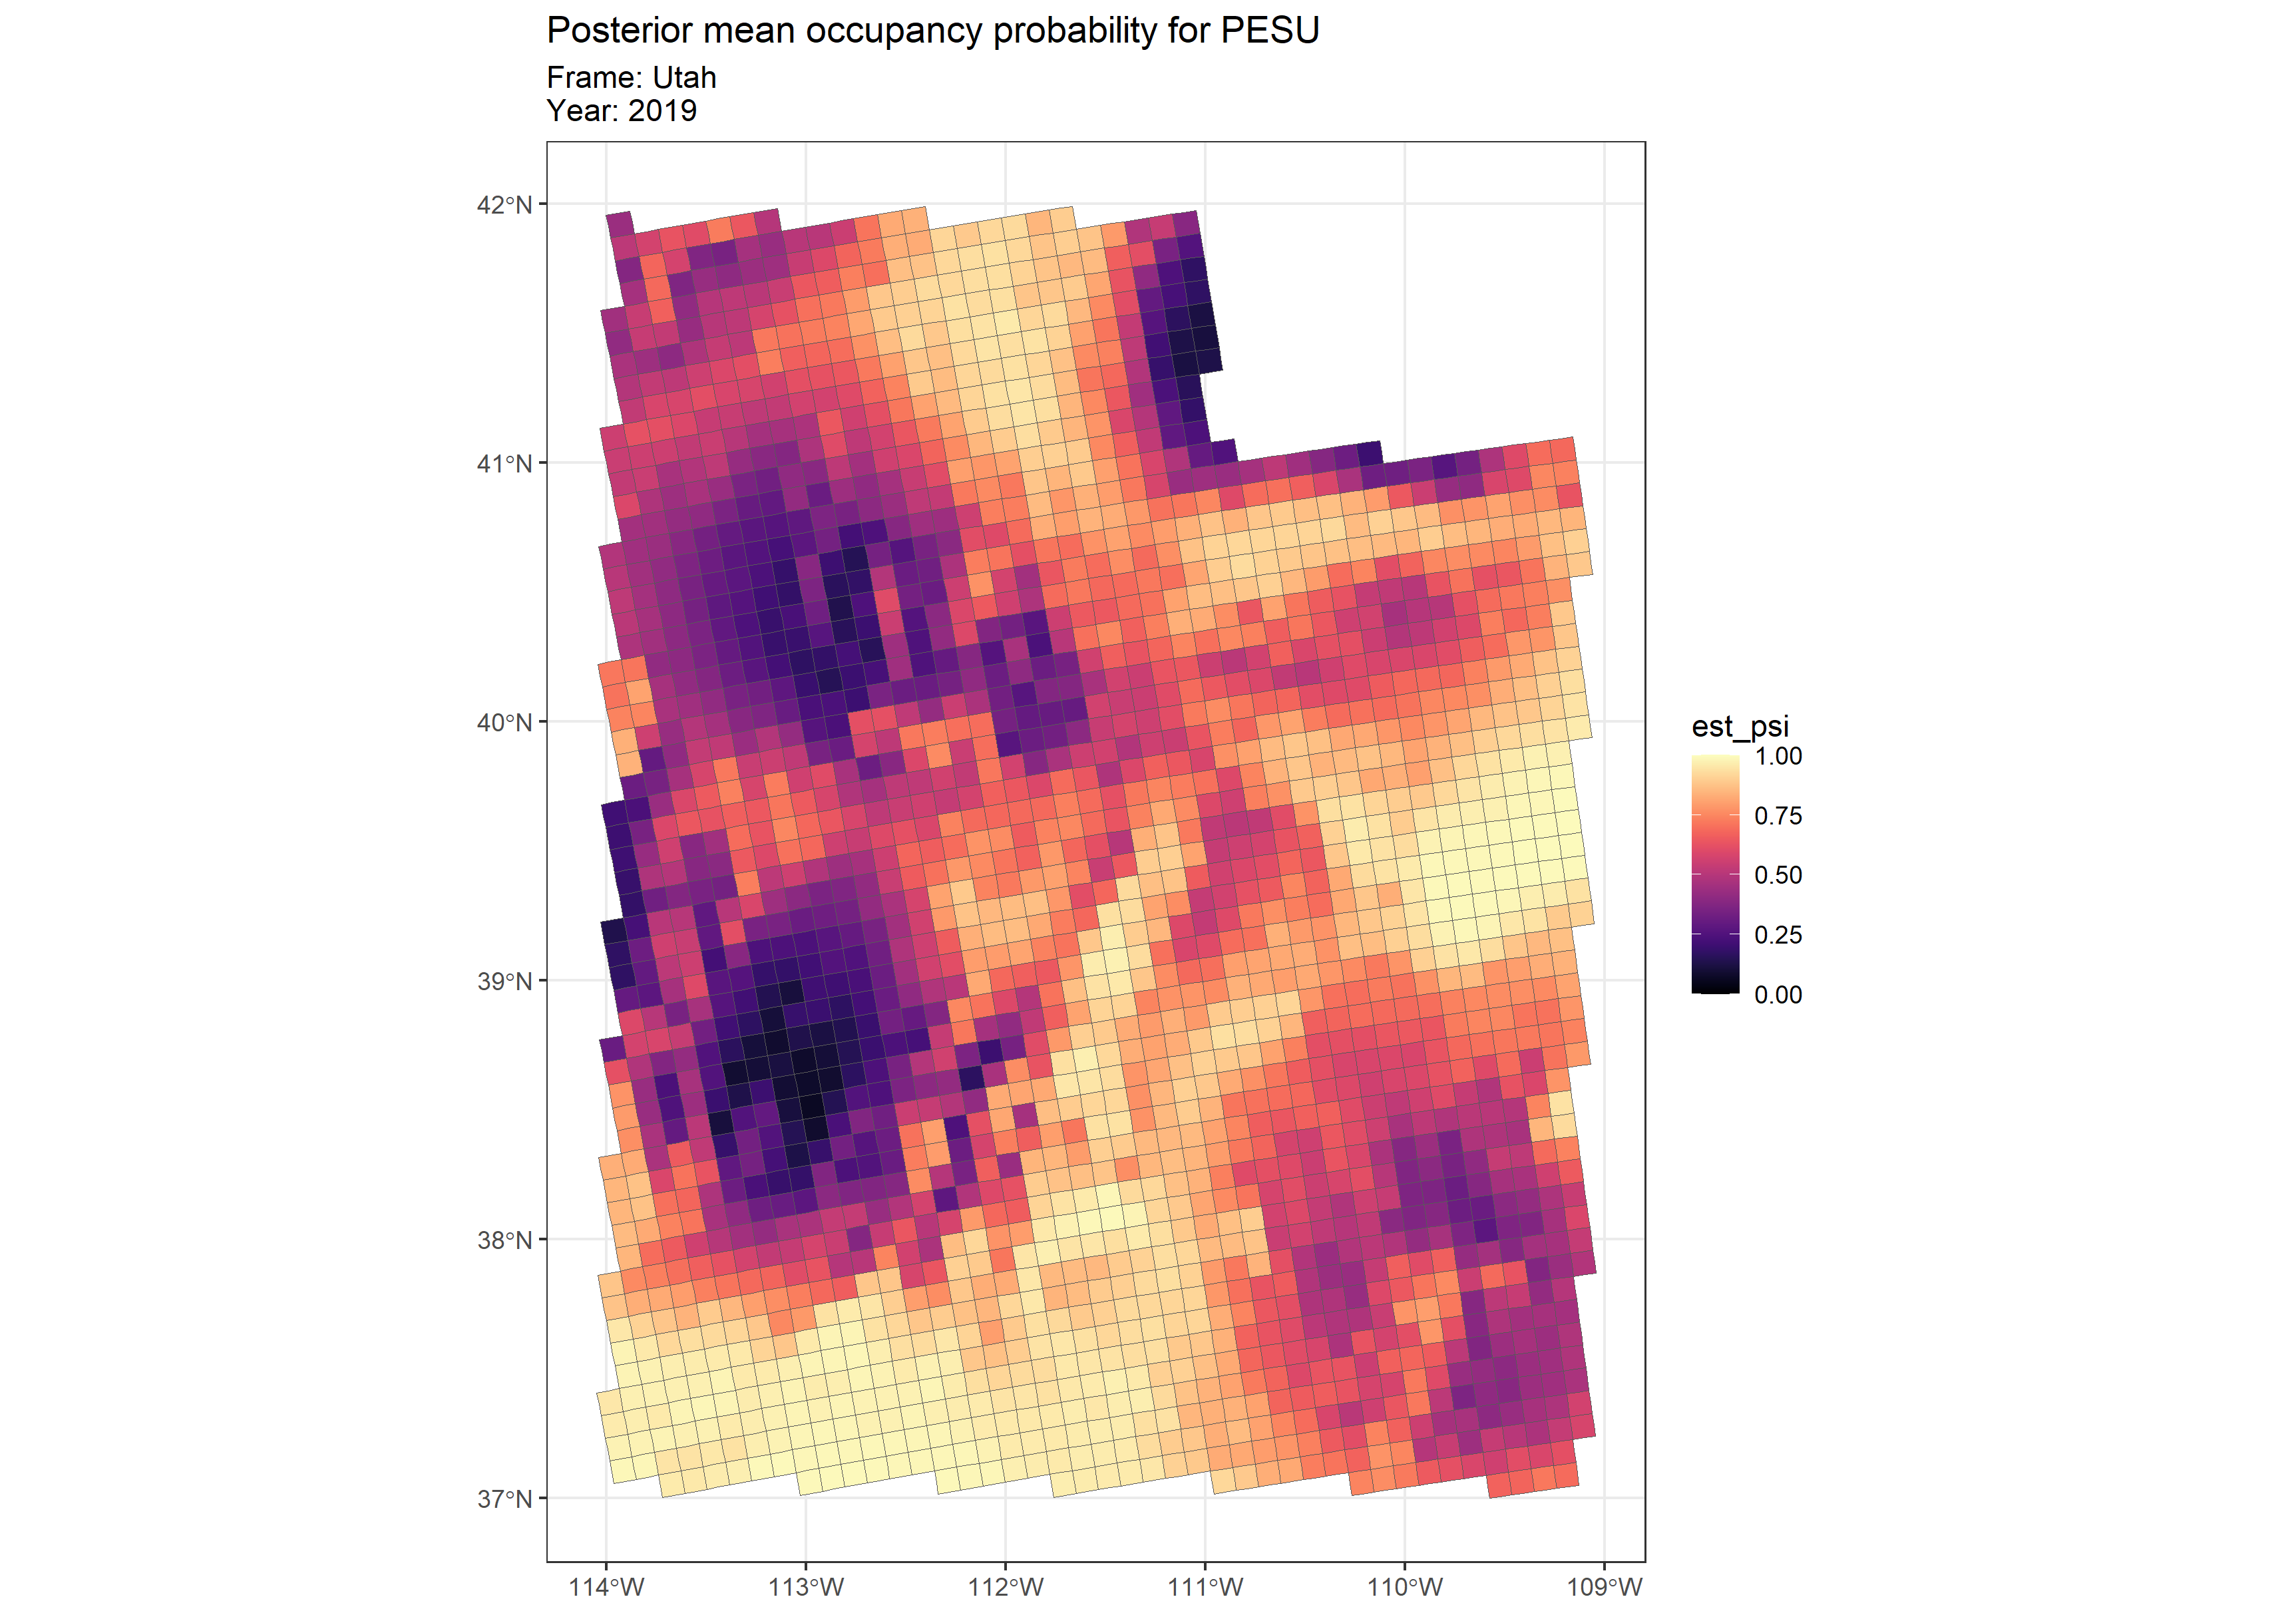 Posterior mean occupancy probability for PESU
Frame: Utah
Year: 2019
42°N
41°N
40°N
39°N
38°N
37°N
114°W
113°W
112°W
111°W
110°W
109°W
est_psi
1.00
0.75
0.50
0.25
0.00